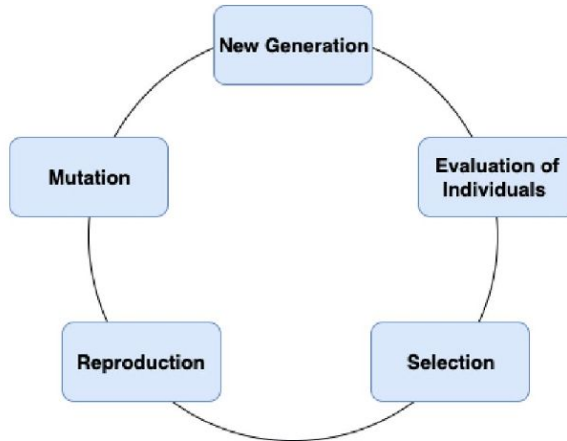 New Generation
Evaluation of
Individuals
Selection
Reproduction
Mutation